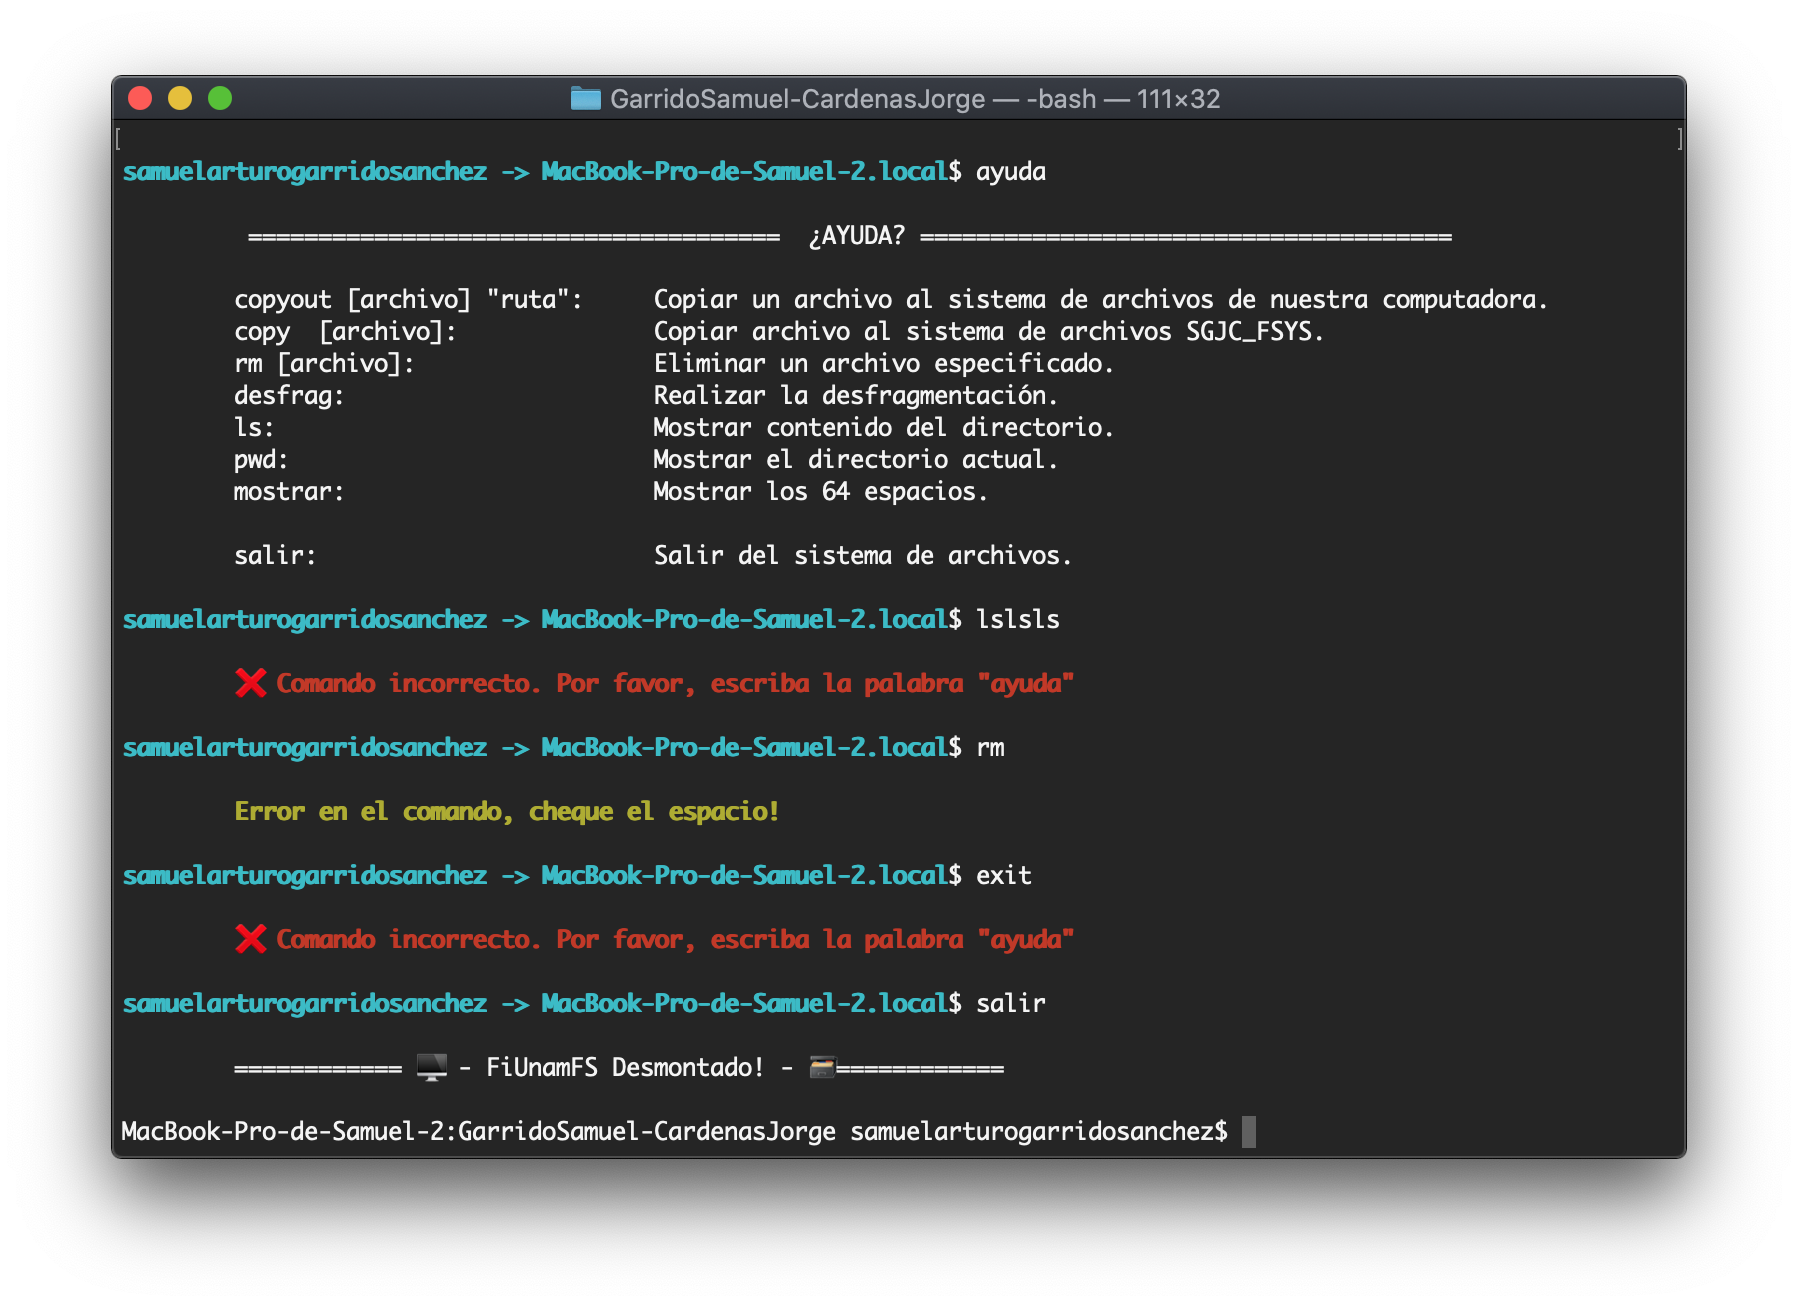 GarridoSamuel-CardenasJorge — -bash — 111×32
[ ]
samuelarturogarridosanchez -> MacBook-Pro-de-Samuel-2.local$ ayuda
====================================== ¿AYUDA? ======================================
copyout [archivo] "ruta": Copiar un archivo al sistema de archivos de nuestra computadora.
copy [archivo]: Copiar archivo al sistema de archivos SGJC_FSYS.
rm [archivo]: Eliminar un archivo especificado.
desfrag: Realizar la desfragmentación.
ls: Mostrar contenido del directorio.
pwd: Mostrar el directorio actual.
mostrar: Mostrar los 64 espacios.
salir: Salir del sistema de archivos.
samuelarturogarridosanchez -> MacBook-Pro-de-Samuel-2.local$ lslsls
❌ Comando incorrecto. Por favor, escriba la palabra "ayuda"
samuelarturogarridosanchez -> MacBook-Pro-de-Samuel-2.local$ rm
Error en el comando, cheque el espacio!
samuelarturogarridosanchez -> MacBook-Pro-de-Samuel-2.local$ exit
❌ Comando incorrecto. Por favor, escriba la palabra "ayuda"
samuelarturogarridosanchez -> MacBook-Pro-de-Samuel-2.local$ salir
============ 🖥 - FiUnamFS Desmontado! - 🗃============
MacBook-Pro-de-Samuel-2:GarridoSamuel-CardenasJorge samuelarturogarridosanchez$